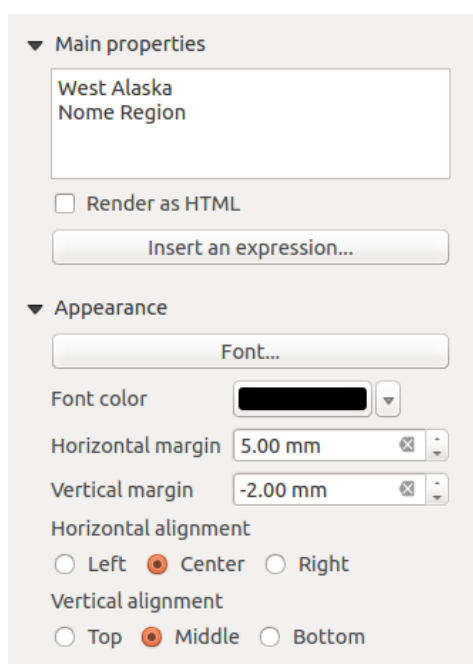 Main properties
West Alaska
Nome Region
Render as HTML
Insert an expression...
Appearance
Font...
Font color
Horizontal margin 5.00 mm
Vertical margin -2.00 mm
Horizontal alignment
Left Center Right
Vertical alignment
Top Middle Bottom